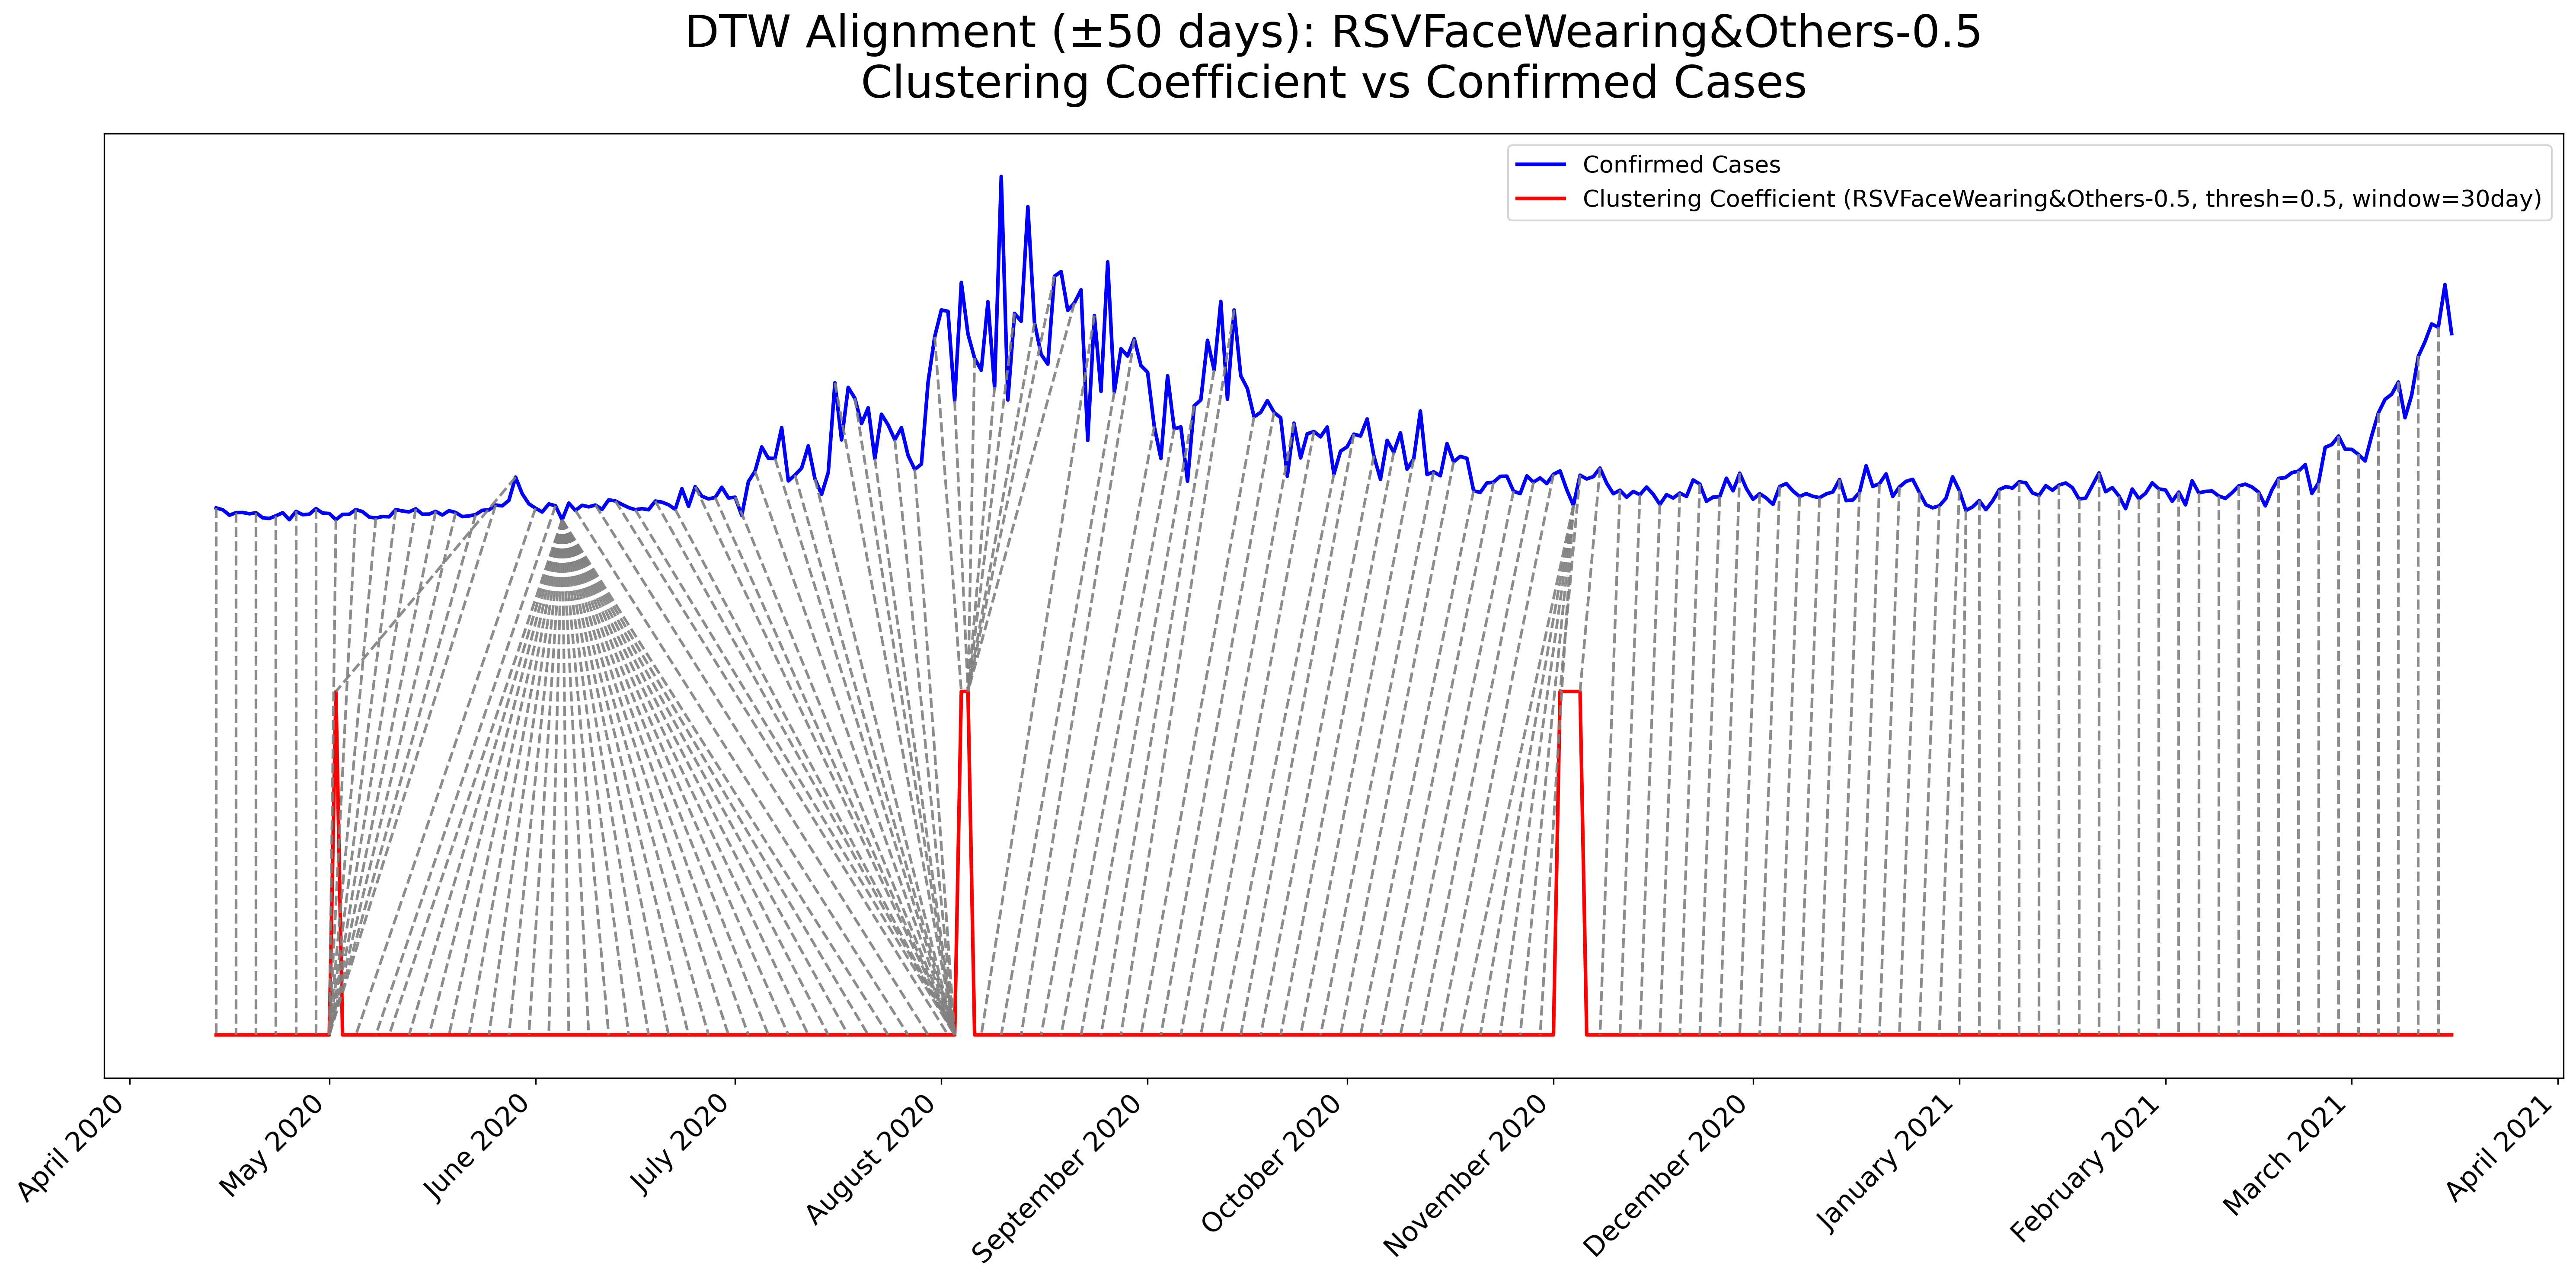 DTW Alignment (±50 days): RSVFaceWearing&Others-0.5
Clustering Coefficient vs Confirmed Cases
Confirmed Cases
Clustering Coefficient (RSVFaceWearing&Others-0.5, thresh=0.5, window=30day)
April 2020
May 2020
June 2020
July 2020
August 2020
September 2020
October 2020
November 2020
December 2020
January 2021
February 2021
March 2021
April 2021